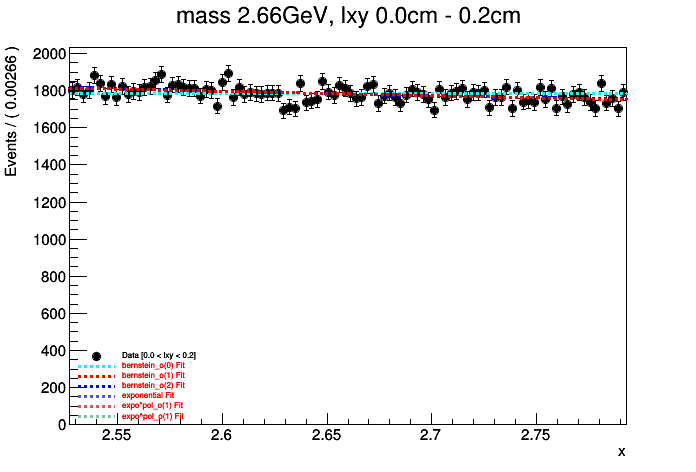 mass 2.66GeV, lxy 0.0cm - 0.2cm
Events / ( 0.00266 )
2000
1800
1600
1400
1200
1000
800
600
400
200
0
Data [0.0 < lxy < 0.2]
bernstein_o(0) Fit
bernstein_o(1) Fit
bernstein_o(2) Fit
exponential Fit
expo*pol_o(1) Fit
expo*pol_o(1) Fit
2.55 2.6 2.65 2.7 2.75
x